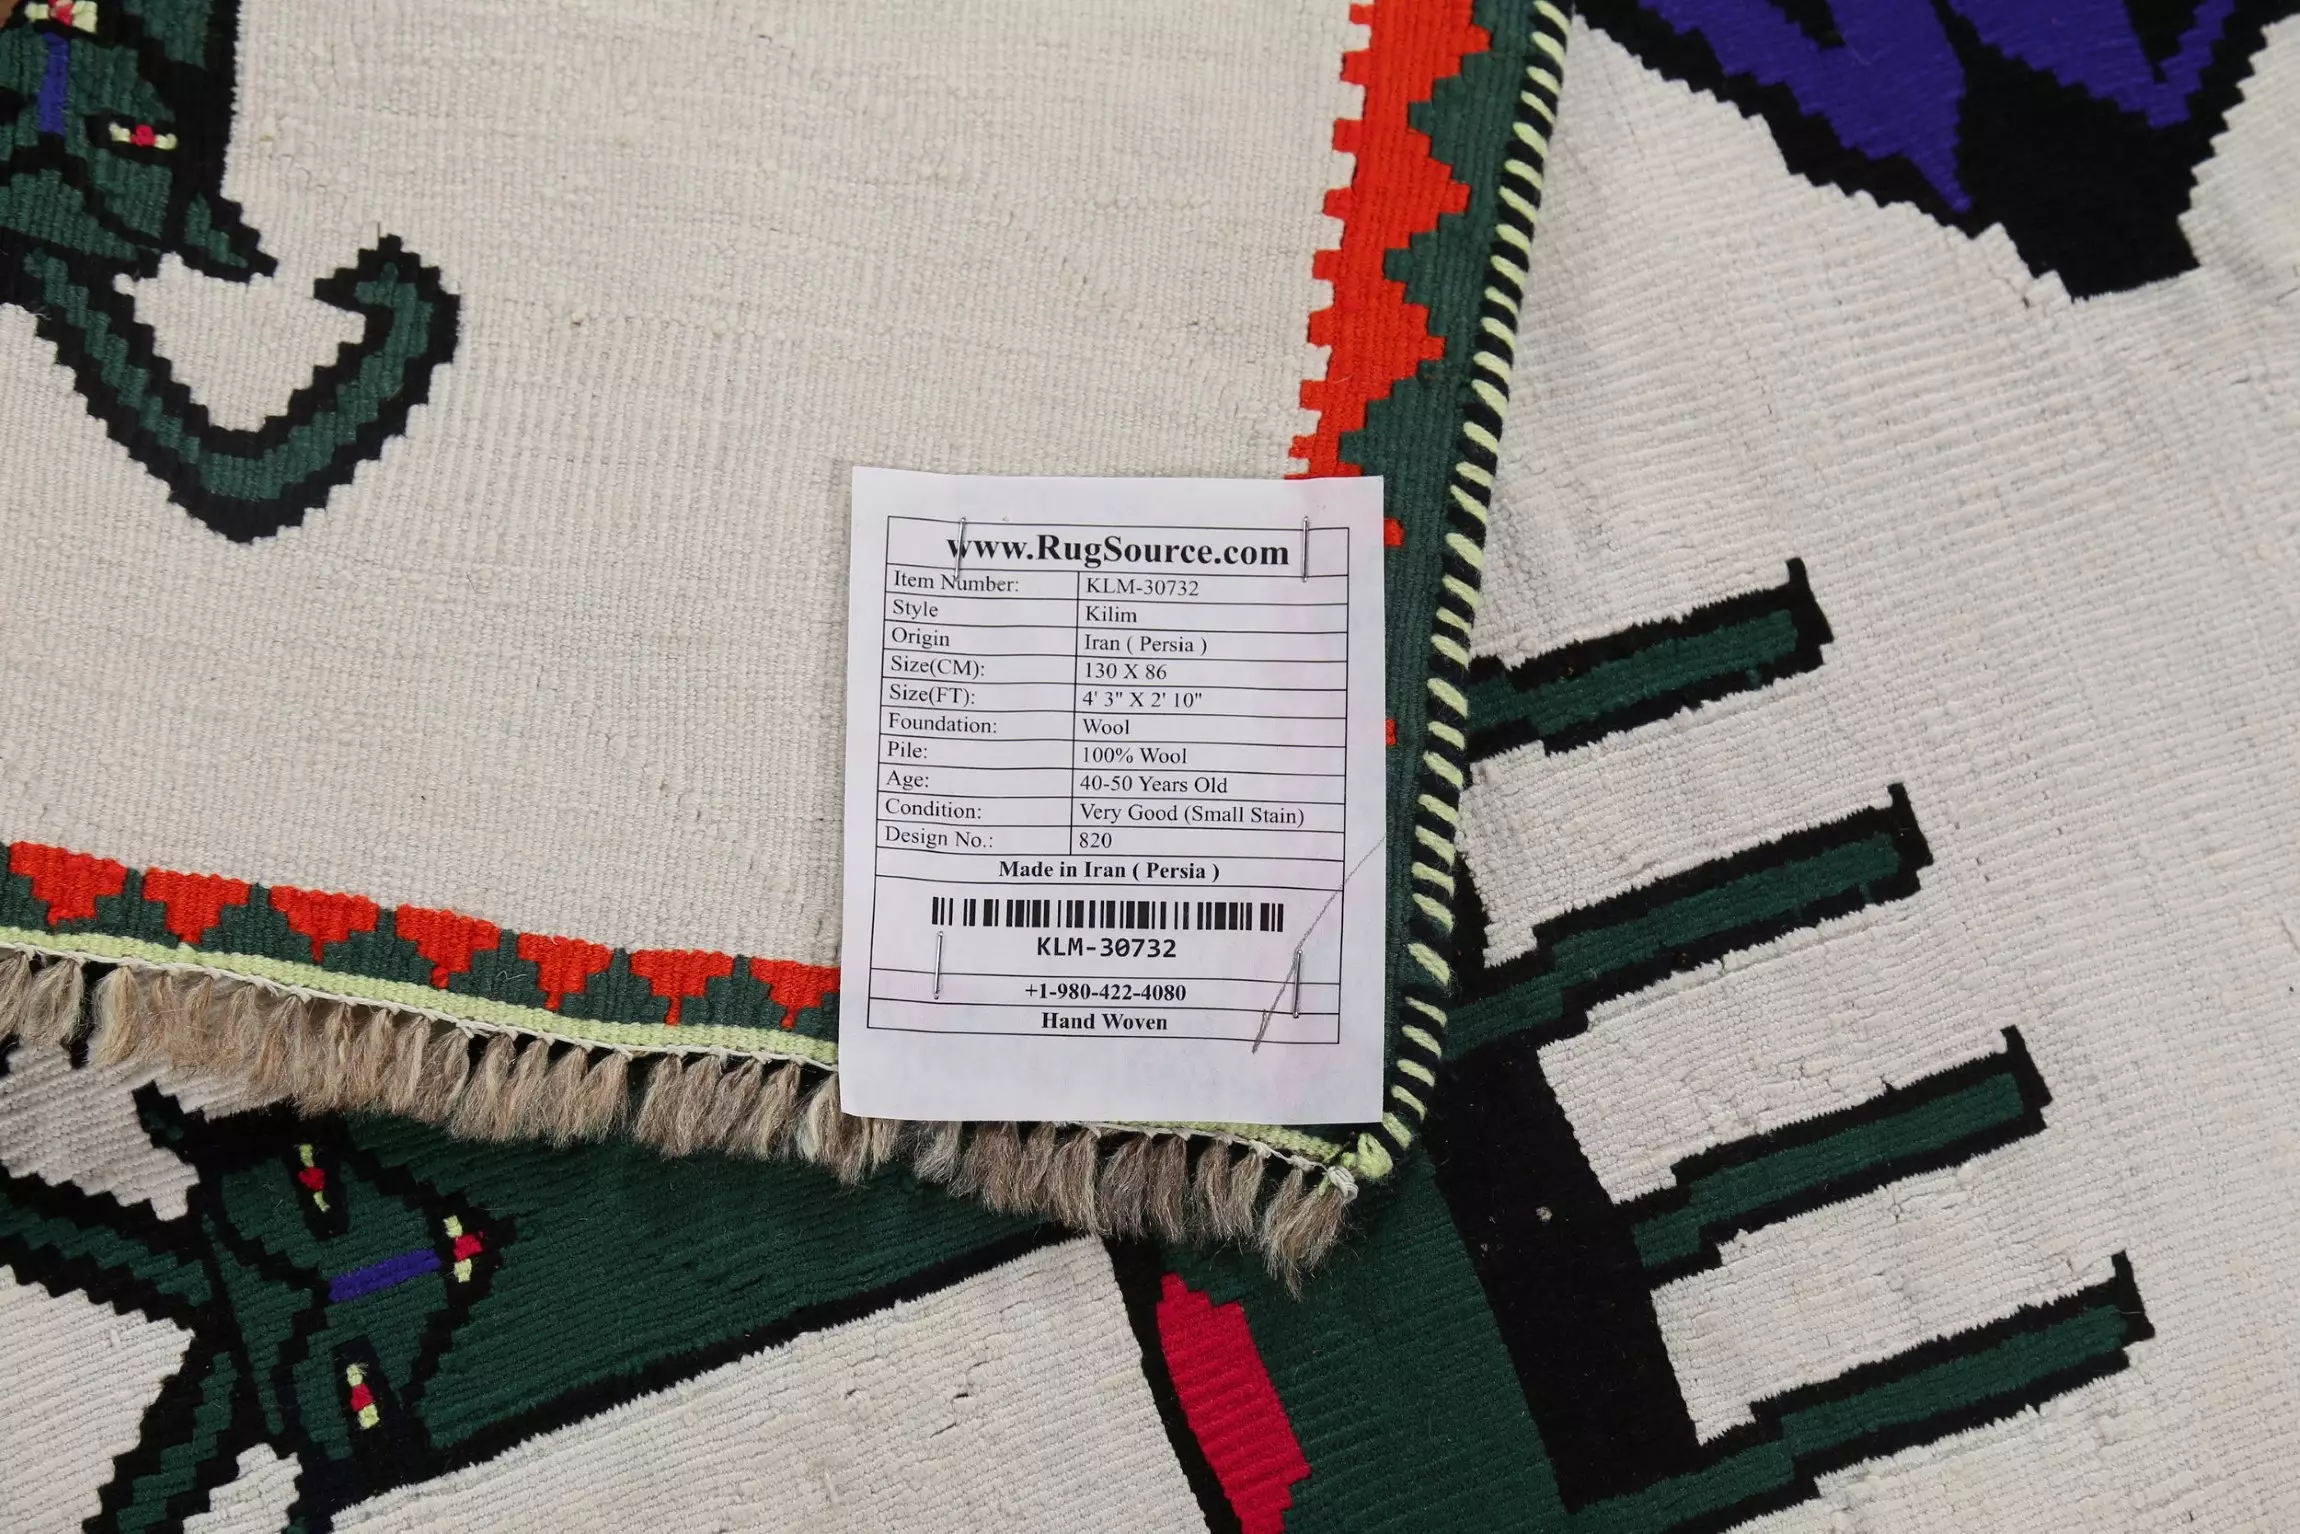 www.RugSource.com
Item Number: KLM-30732
Style Kilim
Origin Iran ( Persia )
Size(CM): 130 X 86
Size(FT): 4' 3" X 2' 10"
Foundation: Wool
Pile: 100% Wool
Age: 40-50 Years Old
Condition: Very Good (Small Stain)
Design No.: 820
Made in Iran ( Persia )
KLM-30732
+1-980-422-4080
Hand Woven